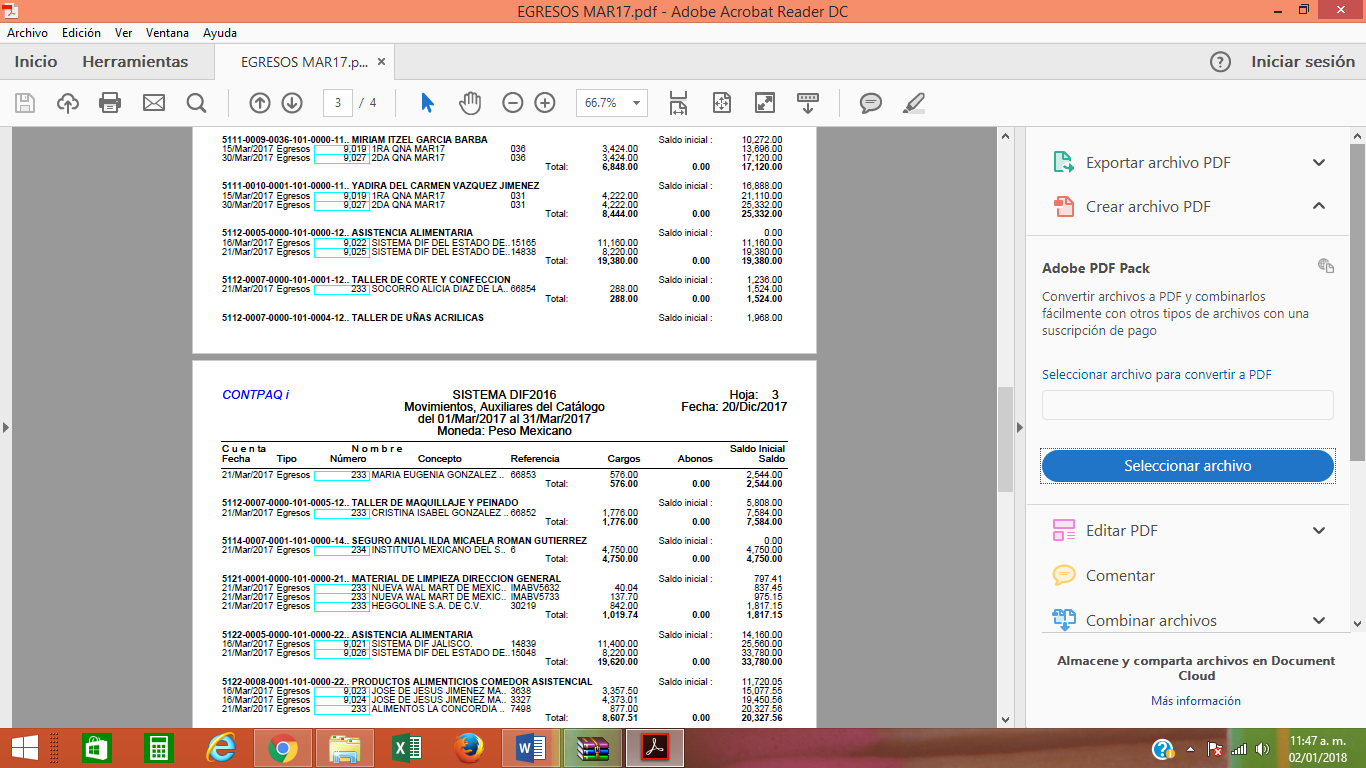 EGRESOS MAR17.pdf - Adobe Acrobat Reader DC
Archivo Edición Ver Ventana Ayuda
Inicio Herramientas EGRESOS MAR17.p... × ? Iniciar sesión
3 / 4 66.7%
5111-0009-0036-101-0000-11.. MIRIAM ITZEL GARCIA BARBA Saldo inicial : 10,272.00
15/Mar/2017 Egresos 9,019 1RA QNA MAR17 036 3,424.00 13,696.00
30/Mar/2017 Egresos 9,027 2DA QNA MAR17 036 3,424.00 17,120.00
Total: 6,848.00 0.00 17,120.00
5111-0010-0001-101-0000-11.. YADIRA DEL CARMEN VAZQUEZ JIMENEZ Saldo inicial : 16,888.00
15/Mar/2017 Egresos 9,019 1RA QNA MAR17 031 4,222.00 21,110.00
30/Mar/2017 Egresos 9,027 2DA QNA MAR17 031 4,222.00 25,332.00
Total: 8,444.00 0.00 25,332.00
5112-0005-0000-101-0000-12.. ASISTENCIA ALIMENTARIA Saldo inicial : 0.00
16/Mar/2017 Egresos 9,022 SISTEMA DIF DEL ESTADO DE.. 15165 11,160.00 11,160.00
21/Mar/2017 Egresos 9,025 SISTEMA DIF DEL ESTADO DE.. 14838 8,220.00 19,380.00
Total: 19,380.00 0.00 19,380.00
5112-0007-0000-101-0001-12.. TALLER DE CORTE Y CONFECCION Saldo inicial : 1,236.00
21/Mar/2017 Egresos 233 SOCORRO ALICIA DIAZ DE LA.. 66854 288.00 1,524.00
Total: 288.00 0.00 1,524.00
5112-0007-0000-101-0004-12.. TALLER DE UÑAS ACRILICAS Saldo inicial : 1,968.00
CONTPAQ i SISTEMA DIF2016 Hoja: 3
Movimientos, Auxiliares del Catálogo Fecha: 20/Dic/2017
del 01/Mar/2017 al 31/Mar/2017
Moneda: Peso Mexicano
C u e n t a N o m b r e Saldo Inicial
Fecha Tipo Número Concepto Referencia Cargos Abonos Saldo
21/Mar/2017 Egresos 233 MARIA EUGENIA GONZALEZ .. 66853 576.00 2,544.00
Total: 576.00 0.00 2,544.00
5112-0007-0000-101-0005-12.. TALLER DE MAQUILLAJE Y PEINADO Saldo inicial : 5,808.00
21/Mar/2017 Egresos 233 CRISTINA ISABEL GONZALEZ .. 66852 1,776.00 7,584.00
Total: 1,776.00 0.00 7,584.00
5114-0007-0001-101-0000-14.. SEGURO ANUAL ILDA MICAELA ROMAN GUTIERREZ Saldo inicial : 0.00
21/Mar/2017 Egresos 234 INSTITUTO MEXICANO DEL S.. 6 4,750.00 4,750.00
Total: 4,750.00 0.00 4,750.00
5121-0001-0000-101-0000-21.. MATERIAL DE LIMPIEZA DIRECCION GENERAL Saldo inicial : 797.41
21/Mar/2017 Egresos 233 NUEVA WAL MART DE MEXIC.. IMABV5632 40.04 837.45
21/Mar/2017 Egresos 233 NUEVA WAL MART DE MEXIC.. IMABV5733 137.70 975.15
21/Mar/2017 Egresos 233 HEGGOLINE S.A. DE C.V. 30219 842.00 1,817.15
Total: 1,019.74 0.00 1,817.15
5122-0005-0000-101-0000-22.. ASISTENCIA ALIMENTARIA Saldo inicial : 14,160.00
16/Mar/2017 Egresos 9,021 SISTEMA DIF JALISCO. 14839 11,400.00 25,560.00
21/Mar/2017 Egresos 9,026 SISTEMA DIF DEL ESTADO DE.. 15048 8,220.00 33,780.00
Total: 19,620.00 0.00 33,780.00
5122-0008-0001-101-0000-22.. PRODUCTOS ALIMENTICIOS COMEDOR ASISTENCIAL Saldo inicial : 11,720.05
16/Mar/2017 Egresos 9,023 JOSE DE JESUS JIMENEZ MA.. 3638 3,357.50 15,077.55
16/Mar/2017 Egresos 9,024 JOSE DE JESUS JIMENEZ MA.. 3327 4,373.01 19,450.56
21/Mar/2017 Egresos 233 ALIMENTOS LA CONCORDIA .. 7498 877.00 20,327.56
Total: 8,607.51 0.00 20,327.56
Exportar archivo PDF
Crear archivo PDF
Adobe PDF Pack
Convertir archivos a PDF y combinarlos
fácilmente con otros tipos de archivos con una
suscripción de pago
Seleccionar archivo para convertir a PDF
Seleccionar archivo
Editar PDF
Comentar
Combinar archivos
Almacene y comparta archivos en Document
Cloud
Más información
11:47 a. m.
02/01/2018